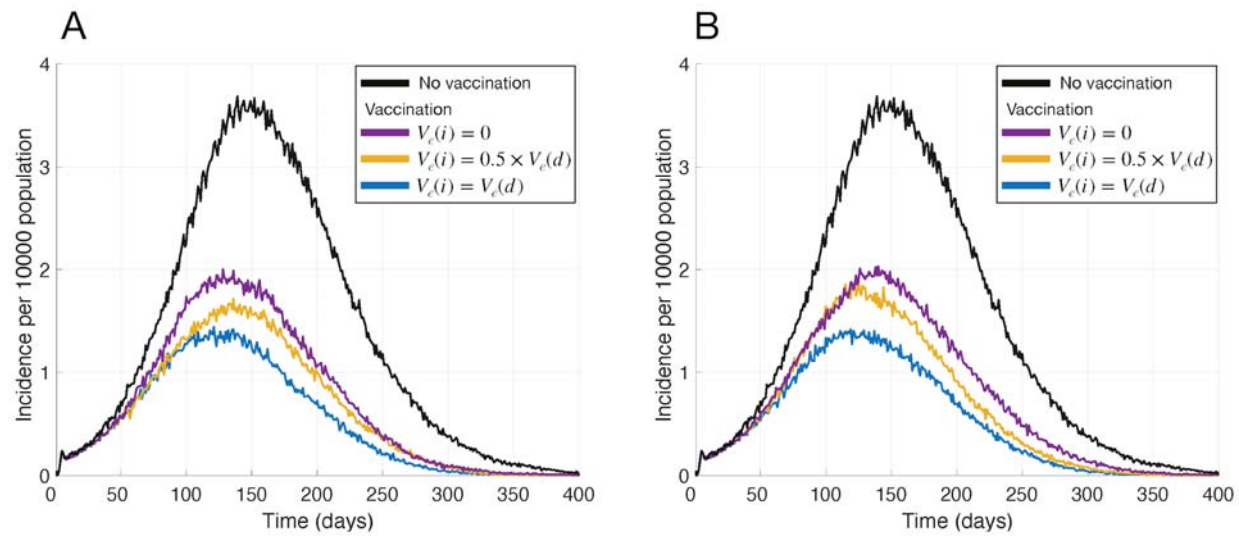 A
Incidence per 10000 population
4
3
2
1
0
No vaccination
Vaccination
Vₑ(i) = 0
Vₑ(i) = 0.5 × Vₑ(d)
Vₑ(i) = Vₑ(d)
0 50 100 150 200 250 300 350 400
Time (days)
B
Incidence per 10000 population
4
3
2
1
0
No vaccination
Vaccination
Vₑ(i) = 0
Vₑ(i) = 0.5 × Vₑ(d)
Vₑ(i) = Vₑ(d)
0 50 100 150 200 250 300 350 400
Time (days)